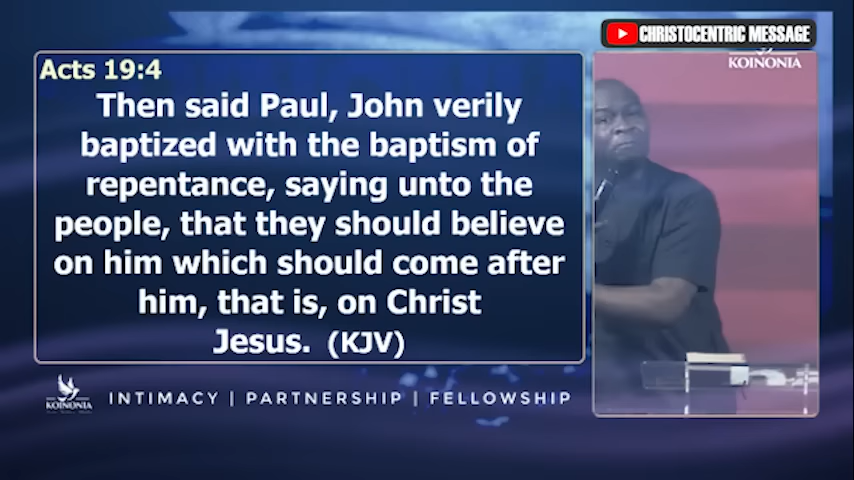 CHRISTOCENTRIC MESSAGE
KOINONIA
Acts 19:4
Then said Paul, John verily
baptized with the baptism of
repentance, saying unto the
people, that they should believe
on him which should come after
him, that is, on Christ
Jesus. (KJV)
KOINONIA
INTIMACY | PARTNERSHIP | FELLOWSHIP